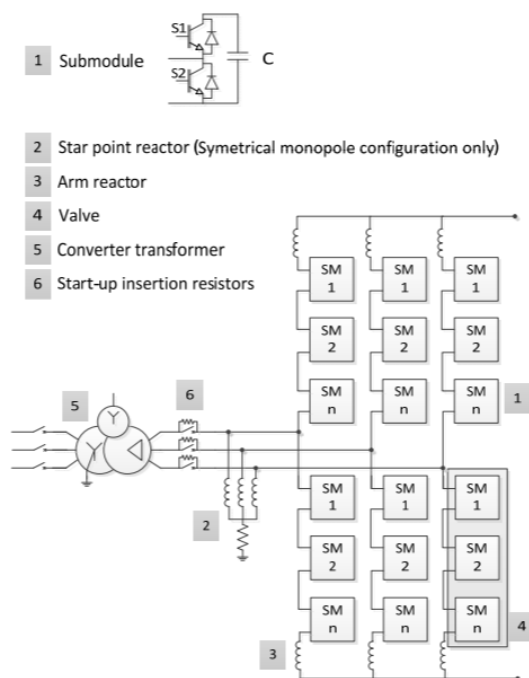 S1
S2
C
1 Submodule
2 Star point reactor (Symetrical monopole configuration only)
3 Arm reactor
4 Valve
5 Converter transformer
6 Start-up insertion resistors
SM 
1
SM 
1
SM 
1
SM 
2
SM 
2
SM 
2
SM 
n
SM 
n
SM 
n
1
5
6
Y
Y
2
SM 
1
SM 
1
SM 
1
SM 
2
SM 
2
SM 
2
SM 
n
SM 
n
SM 
n
4
3